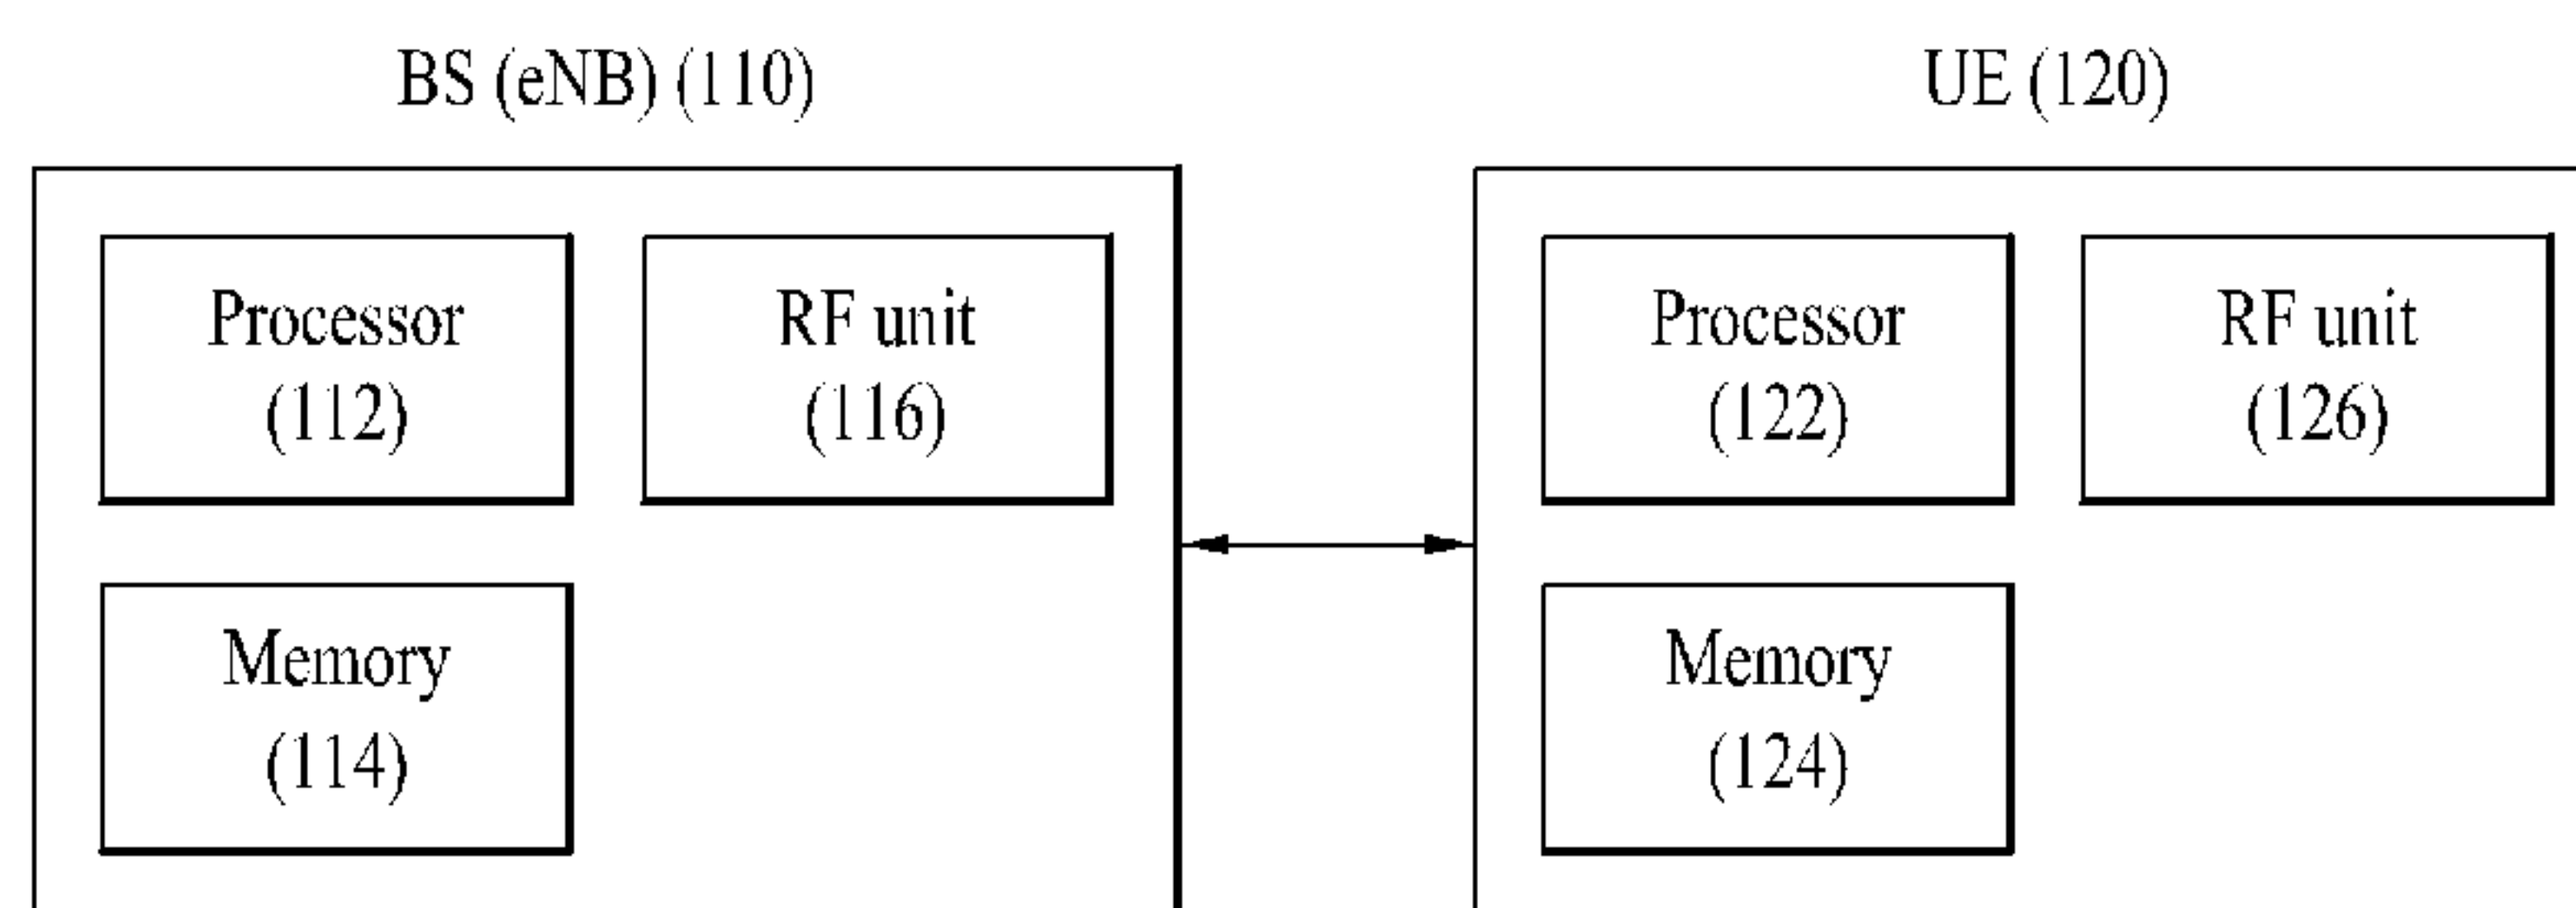 BS (eNB) (110)
Processor
(112)
RF unit
(116)
Memory
(114)
UE (120)
Processor
(122)
RF unit
(126)
Memory
(124)